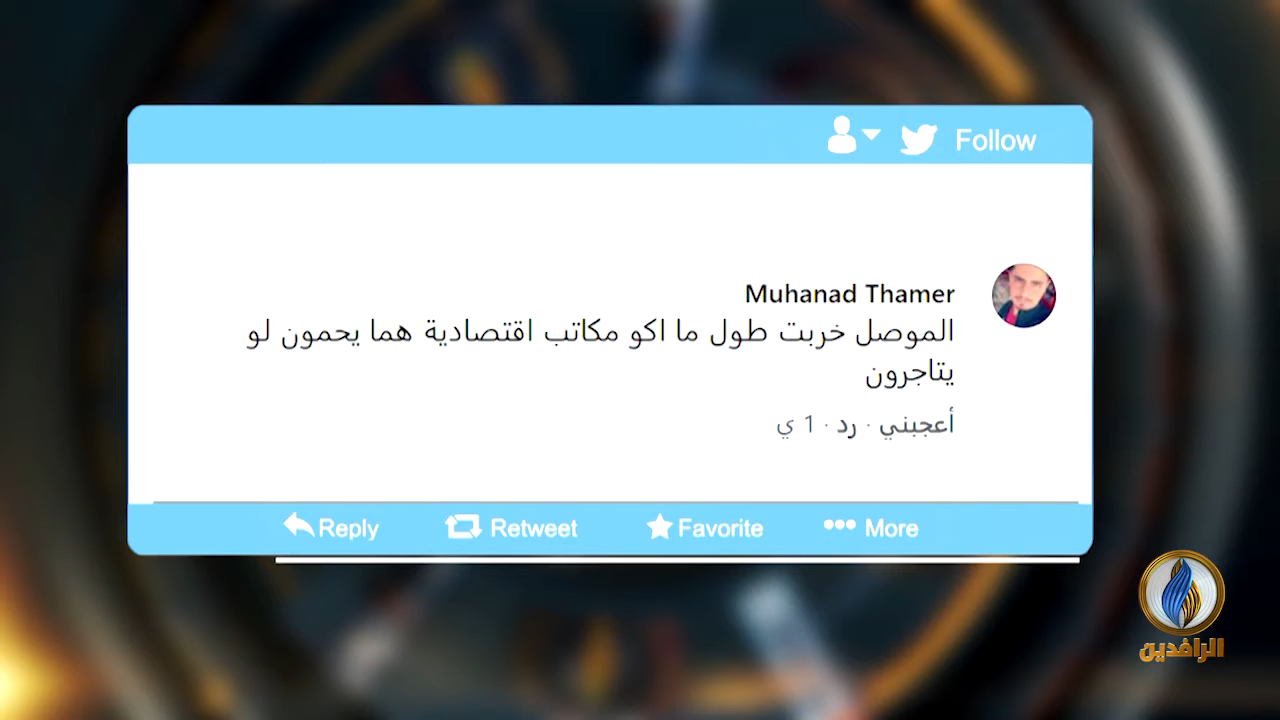 Follow
Muhanad Thamer
الموصل خربت طول ما اكو مكاتب اقتصادية هما يحمون لو
يتاجرون
أعجبني · رد · 1 ي
Reply Retweet Favorite More
الرافدين